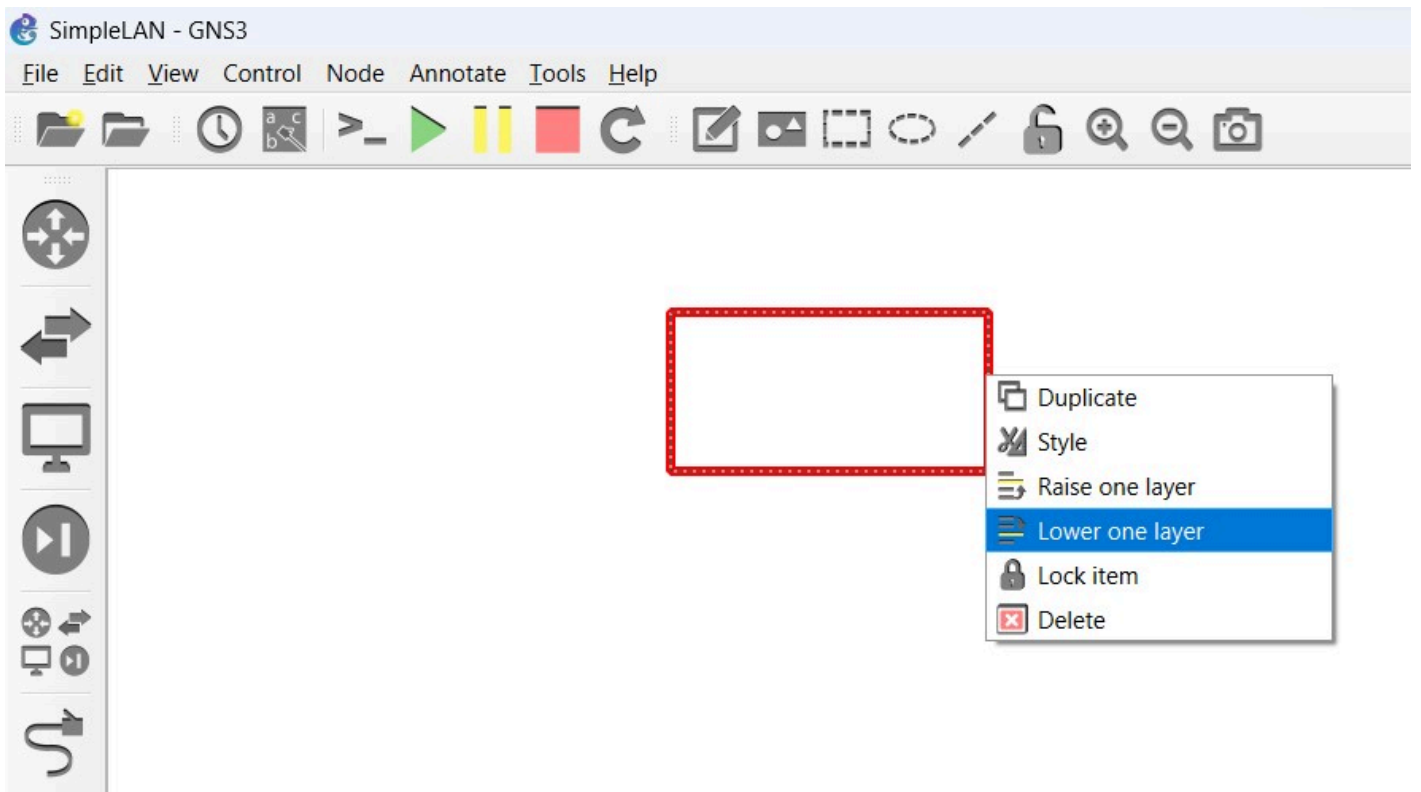 SimpleLAN - GNS3
File Edit View Control Node Annotate Tools Help
a c
b
>_
Duplicate
Style
Raise one layer
Lower one layer
Lock item
Delete